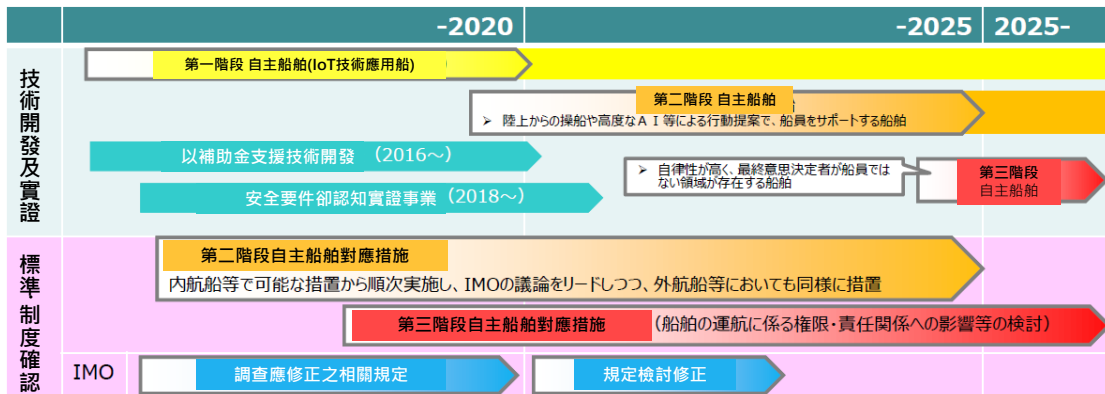 -2020
-2025
2025-
技術開發及實證
第一階段 自主船舶(IoT技術應用船)
第二階段 自主船舶
➢ 陸上からの操船や高度なＡＩ等による行動提案で、船員をサポートする船舶
以補助金支援技術開發 （2016～）
➢ 自律性が高く、最終意思決定者が船員では
ない領域が存在する船舶
第三階段
自主船舶
安全要件卻認知實證事業（2018～）
標準､制度確認
第二階段自主船舶對應措施
内航船等で可能な措置から順次実施し、IMOの議論をリードしつつ、外航船等においても同様に措置
第三階段自主船舶對應措施 （船舶の運航に係る権限・責任関係への影響等の検討）
IMO
調查應修正之相關規定
規定檢討修正